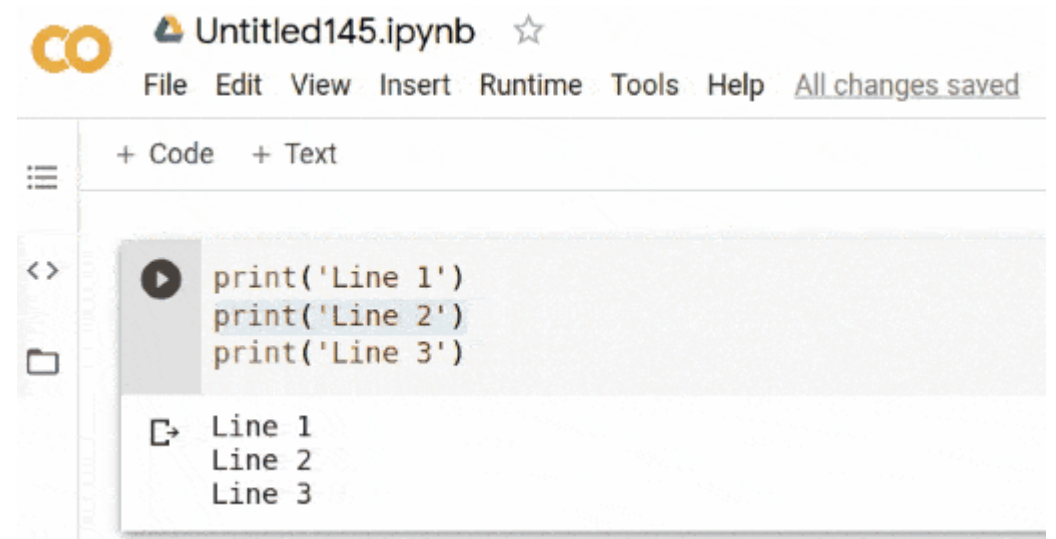 CO Untitled145.ipynb
File Edit View Insert Runtime Tools Help All changes saved
+ Code + Text
print('Line 1')
print('Line 2')
print('Line 3')
Line 1
Line 2
Line 3